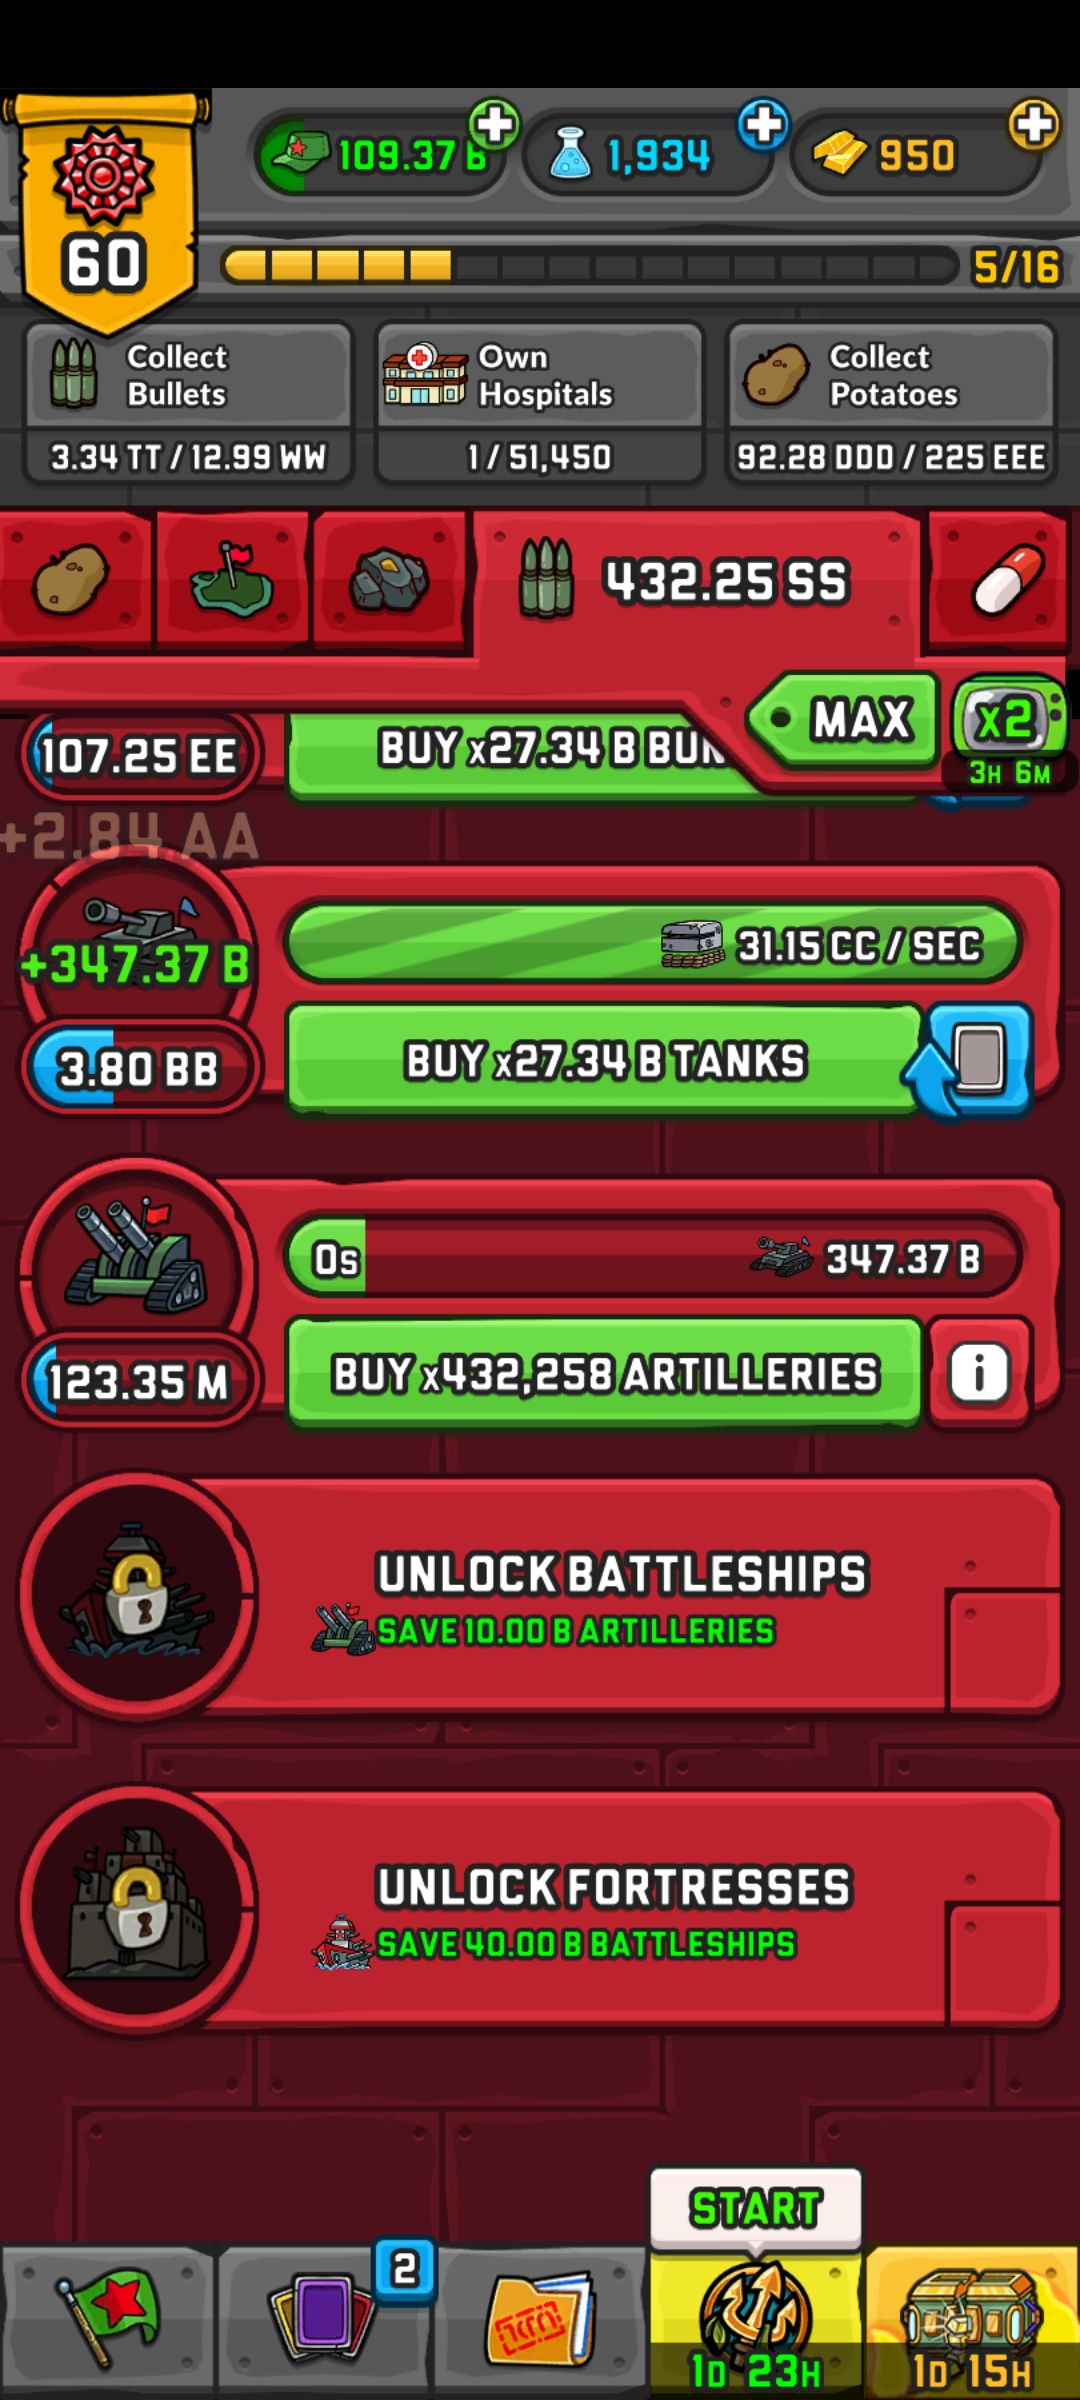 109.37 B
1,934
950
60
5/16
Collect
Bullets
3.34 TT / 12.99 WW
Own
Hospitals
1 / 51,450
Collect
Potatoes
92.28 DDD / 225 EEE
432.25 SS
MAX
x2
3H 6M
107.25 EE
BUY x27.34 B
+2.84 AA
+347.37 B
31.15 CC / SEC
3.80 BB
BUY x27.34 B TANKS
0s
347.37 B
123.35 M
BUY x432,258 ARTILLERIES
i
UNLOCK BATTLESHIPS
SAVE 10.00 B ARTILLERIES
UNLOCK FORTRESSES
SAVE 40.00 B BATTLESHIPS
START
2
1D 23H
1D 15H